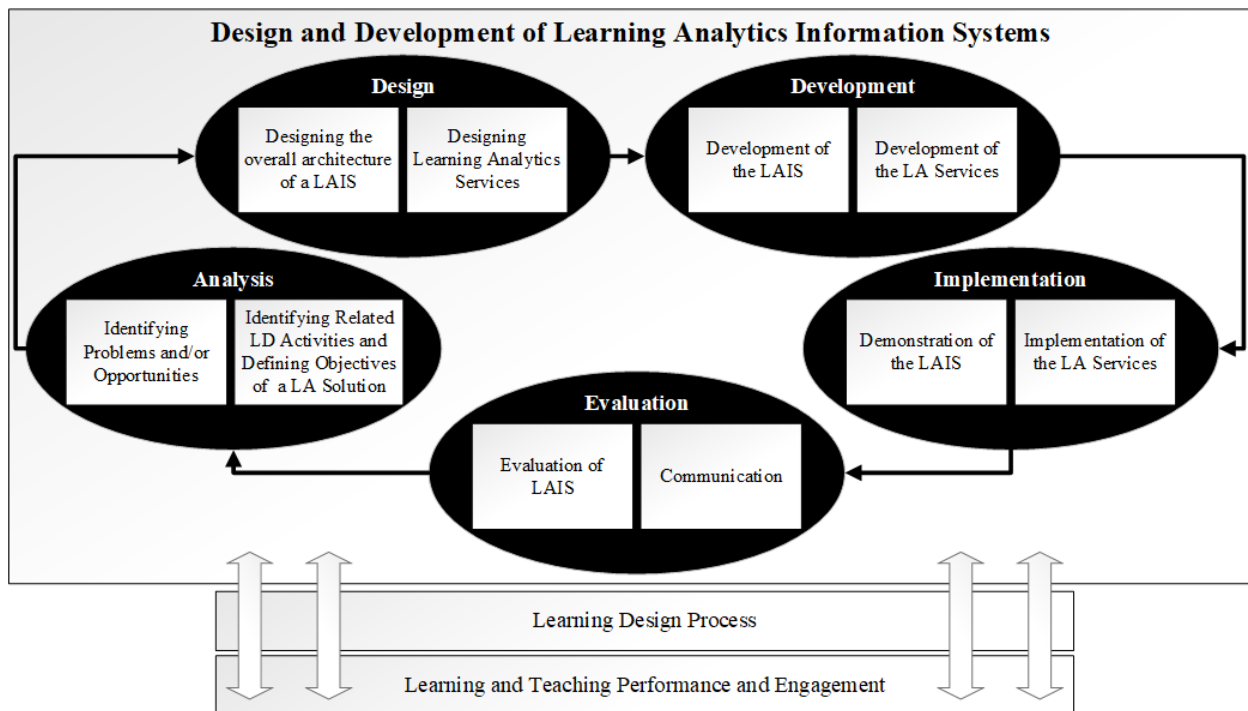 Design and Development of Learning Analytics Information Systems
Design
Designing the
overall architecture
of a LAIS
Designing
Learning Analytics
Services
Development
Development of
the LAIS
Development of
the LA Services
Analysis
Identifying
Problems and/or
Opportunities
Identifying Related
LD Activities and
Defining Objectives
of a LA Solution
Implementation
Demonstration of
the LAIS
Implementation of
the LA Services
Evaluation
Evaluation of
LAIS
Communication
Learning Design Process
Learning and Teaching Performance and Engagement